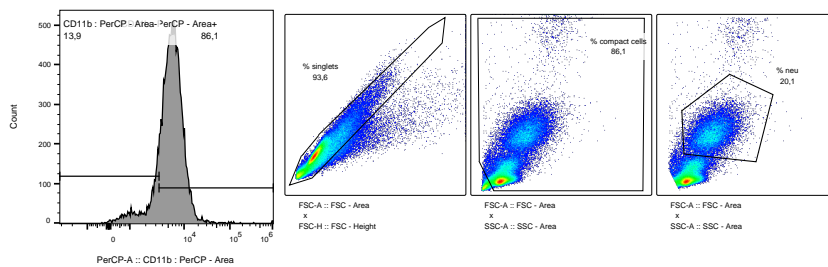 CD11b : PerCP - Area- PerCP - Area+
13,9 86,1
500
400
300
200
100
0
Count
0 10^4 10^5 10^6
PerCP-A :: CD11b : PerCP - Area
% singlets
93,6
FSC-A :: FSC - Area
x
FSC-H :: FSC - Height
% compact cells
86,1
FSC-A :: FSC - Area
x
SSC-A :: SSC - Area
% neu
20,1
FSC-A :: FSC - Area
x
SSC-A :: SSC - Area